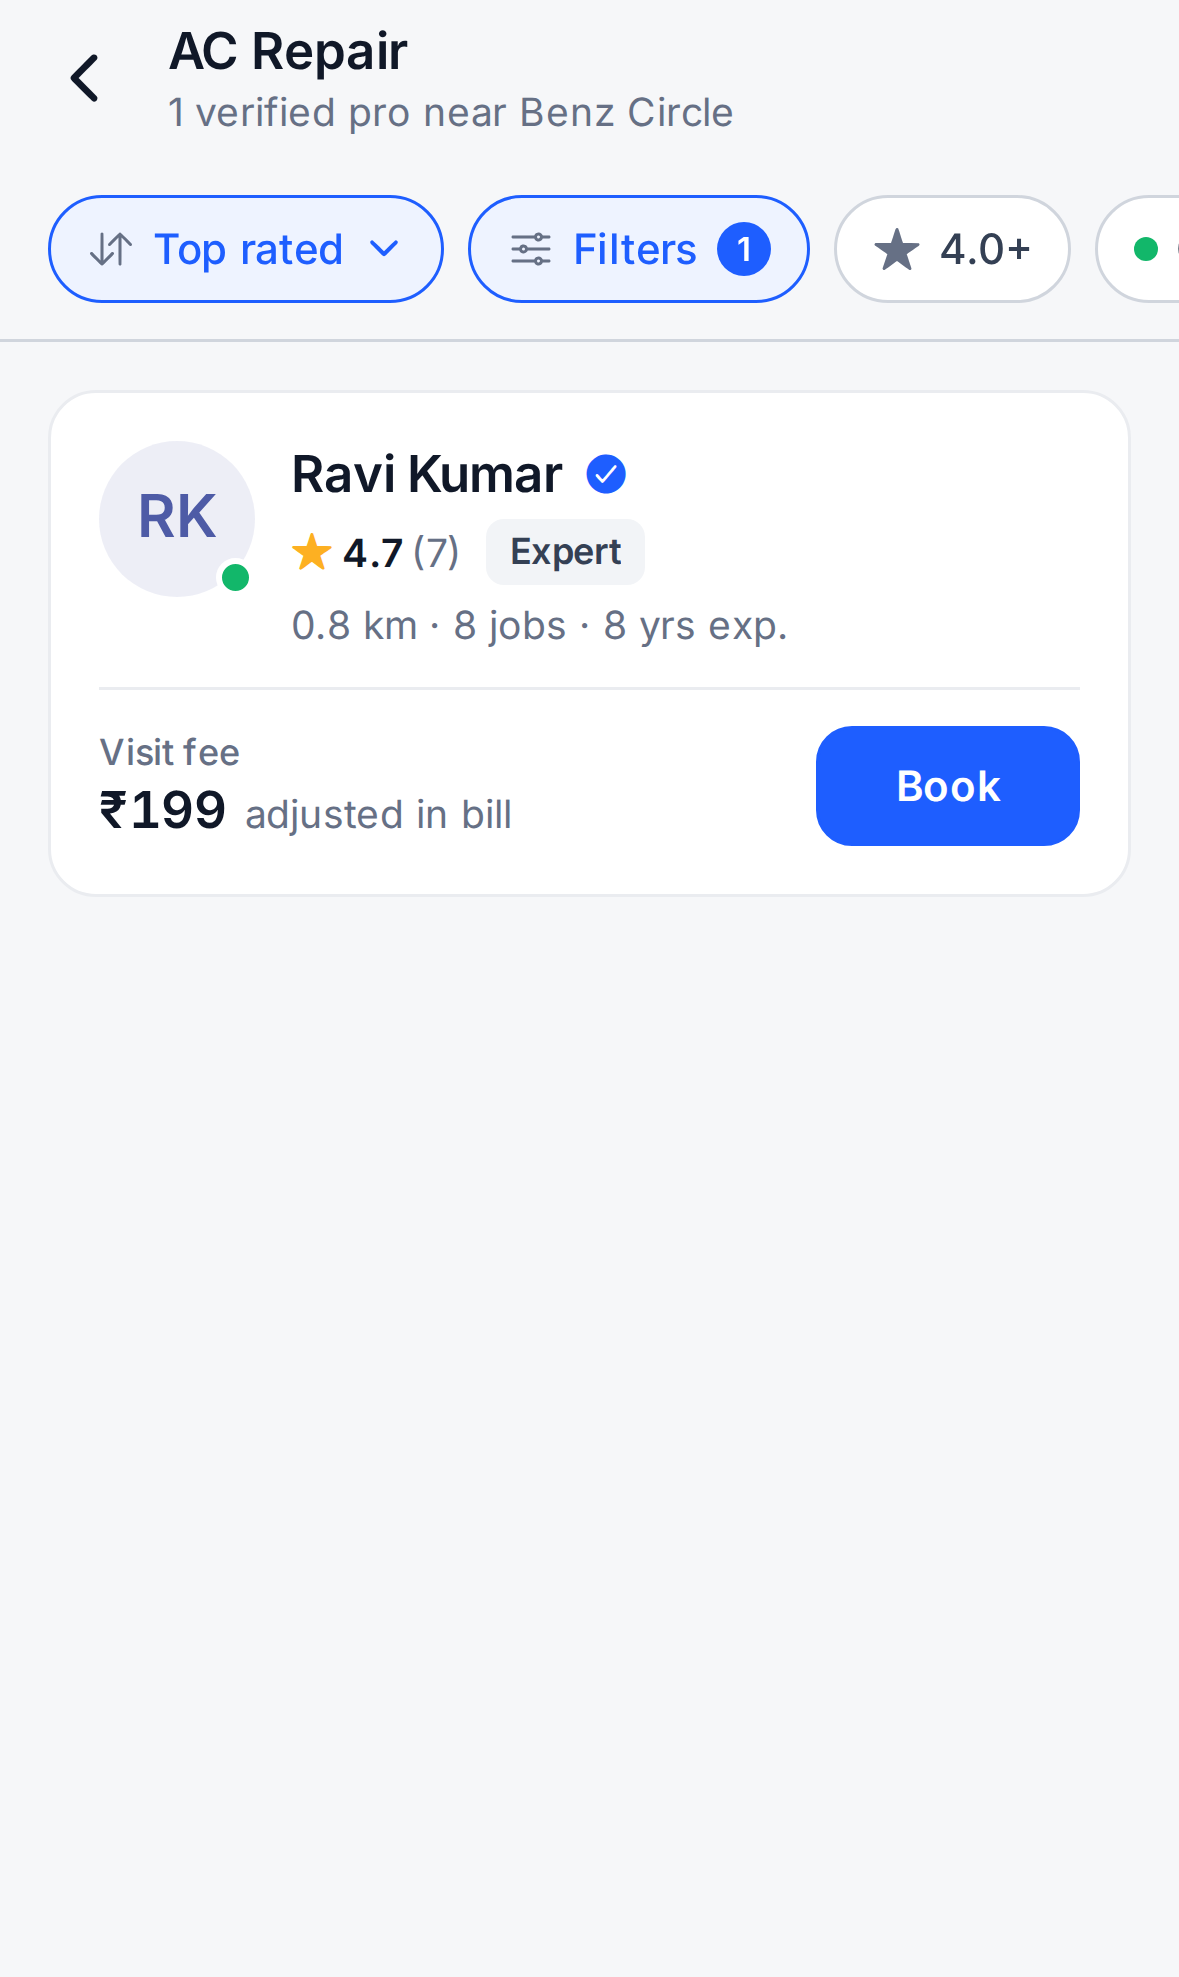 AC Repair
1 verified pro near Benz Circle
Top rated
Filters 1
4.0+
RK
Ravi Kumar
4.7 (7) Expert
0.8 km · 8 jobs · 8 yrs exp.
Visit fee
₹199 adjusted in bill
Book